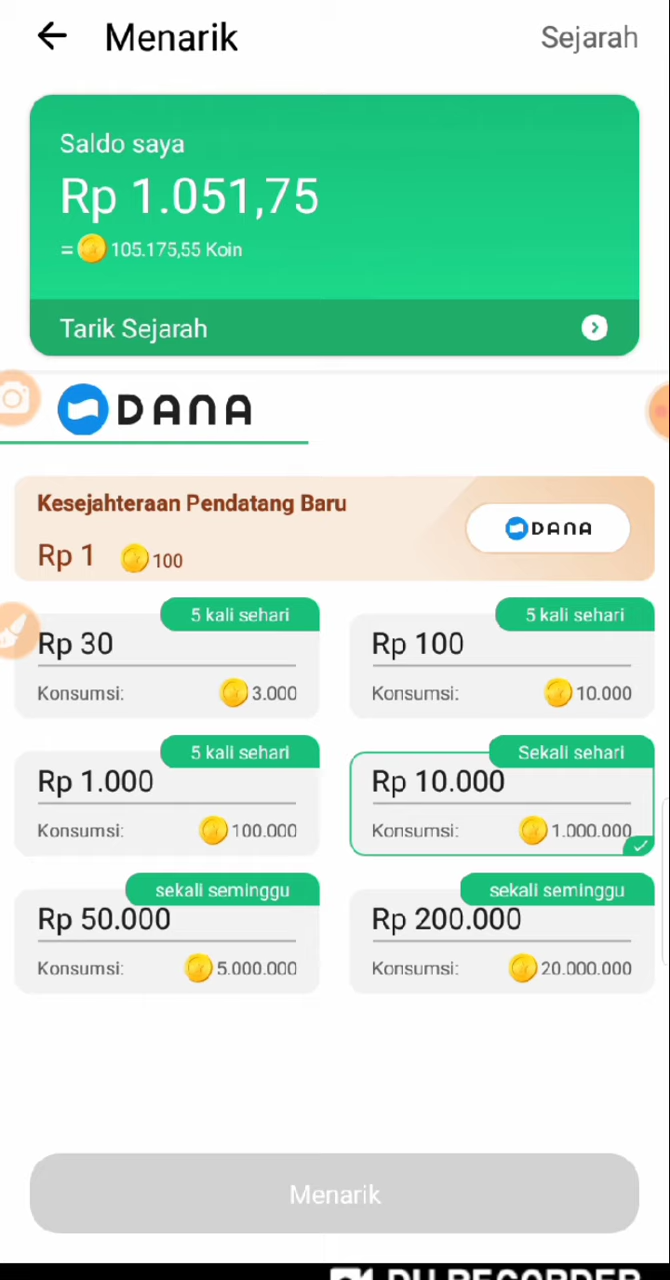 Menarik
Sejarah
Saldo saya
Rp 1.051,75
= 105.175,55 Koin
Tarik Sejarah
DANA
Kesejahteraan Pendatang Baru
Rp 1 100
DANA
5 kali sehari
Rp 30
Konsumsi: 3.000
5 kali sehari
Rp 100
Konsumsi: 10.000
5 kali sehari
Rp 1.000
Konsumsi: 100.000
Sekali sehari
Rp 10.000
Konsumsi: 1.000.000
sekali seminggu
Rp 50.000
Konsumsi: 5.000.000
sekali seminggu
Rp 200.000
Konsumsi: 20.000.000
Menarik
DU RECORDER